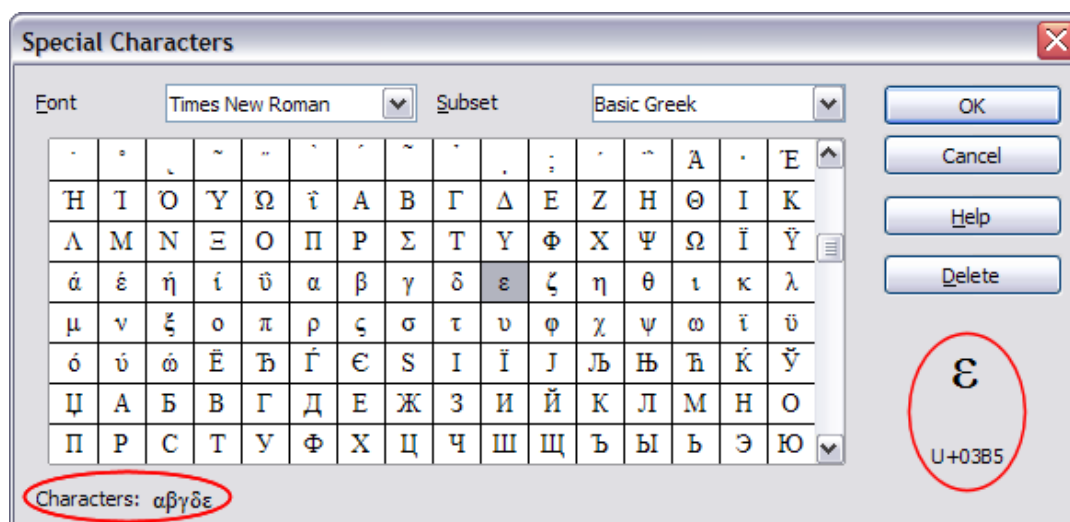 Special Characters
Font Times New Roman Subset Basic Greek OK
˙ ˚ ˛ ˜ ˝ ̀ ́ ̃ ̉ ̣ ; ΄ ΅ Ά · Έ Cancel
Ή Ί Ό Ύ Ώ ΐ Α Β Γ Δ Ε Ζ Η Θ Ι Κ Help
Λ Μ Ν Ξ Ο Π Ρ Σ Τ Υ Φ Χ Ψ Ω Ϊ Ϋ
ά έ ή ί ΰ α β γ δ ε ζ η θ ι κ λ Delete
μ ν ξ ο π ρ ς σ τ υ φ χ ψ ω ϊ ϋ
ό ύ ώ Ё Ђ Ѓ Є Ѕ І Ї Ј Љ Њ Ћ Ќ Ў
Џ А Б В Г Д Е Ж З И Й К Л М Н О
П Р С Т У Ф Х Ц Ч Ш Щ Ъ Ы Ь Э Ю
ε
U+03B5
Characters: αβγδε